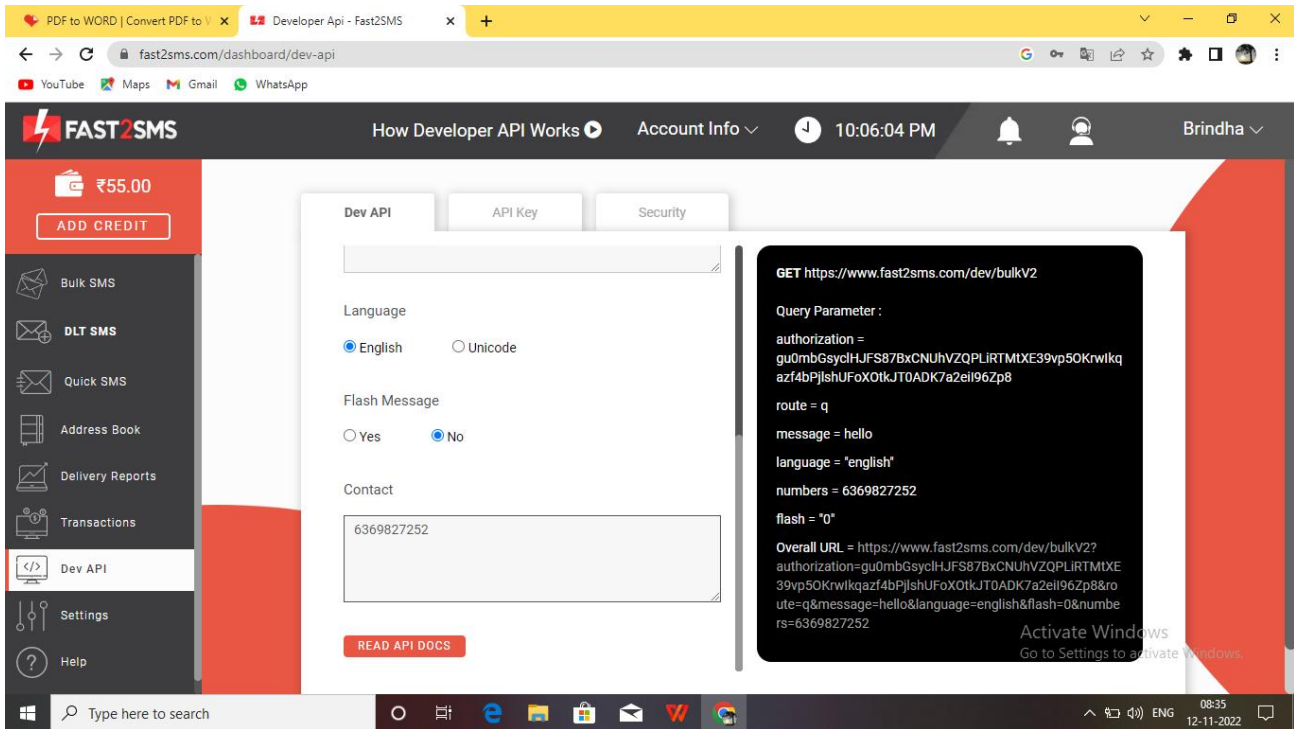 PDF to WORD | Convert PDF to W
Developer Api - Fast2SMS
fast2sms.com/dashboard/dev-api
YouTube Maps Gmail WhatsApp
FAST2SMS
How Developer API Works
Account Info
10:06:04 PM
Brindha
₹55.00
ADD CREDIT
Bulk SMS
DLT SMS
Quick SMS
Address Book
Delivery Reports
Transactions
Dev API
Settings
Help
Dev API API Key Security
Language
English Unicode
Flash Message
Yes No
Contact
6369827252
READ API DOCS
GET https://www.fast2sms.com/dev/bulkV2
Query Parameter :
authorization =
gu0mbGsyclHJFS87BxCNUhVZQPLiRTMtXE39vp5OKrwIkq
azf4bPjlshUFoXOtkJT0ADK7a2eiI96Zp8
route = q
message = hello
language = "english"
numbers = 6369827252
flash = "0"
Overall URL = https://www.fast2sms.com/dev/bulkV2?
authorization=gu0mbGsyclHJFS87BxCNUhVZQPLiRTMtXE
39vp5OKrwIkqazf4bPjlshUFoXOtkJT0ADK7a2eiI96Zp8&ro
ute=q&message=hello&language=english&flash=0&numbe
rs=6369827252
Activate Windows
Go to Settings to activate Windows.
Type here to search
ENG
08:35
12-11-2022